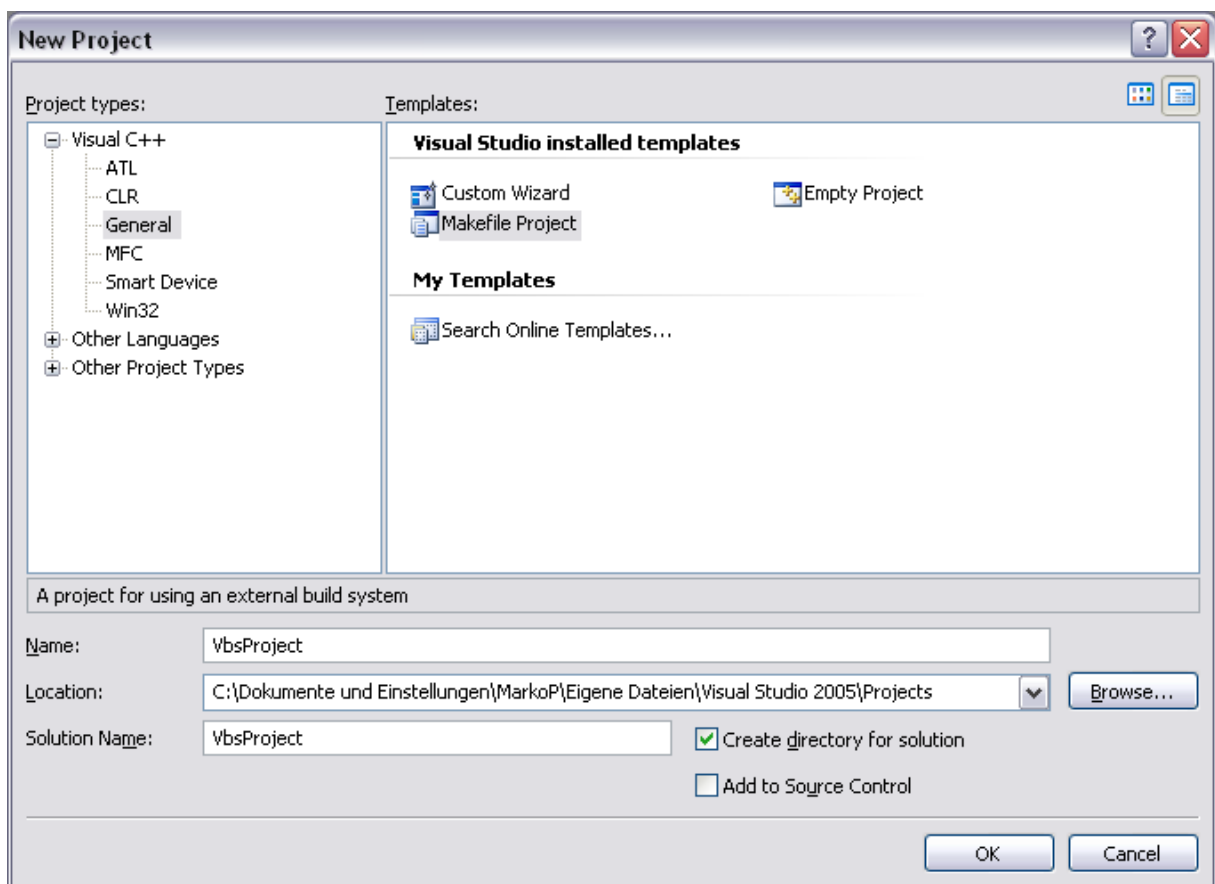 New Project
Project types:
Templates:
Visual C++
ATL
CLR
General
MFC
Smart Device
Win32
Other Languages
Other Project Types
Visual Studio installed templates
Custom Wizard
Empty Project
Makefile Project
My Templates
Search Online Templates...
A project for using an external build system
Name:
VbsProject
Location:
C:\Dokumente und Einstellungen\MarkoP\Eigene Dateien\Visual Studio 2005\Projects
Browse...
Solution Name:
VbsProject
Create directory for solution
Add to Source Control
OK
Cancel